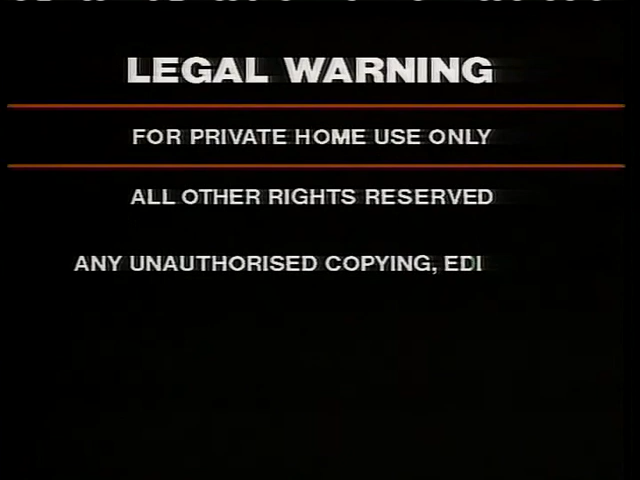 LEGAL WARNING
FOR PRIVATE HOME USE ONLY
ALL OTHER RIGHTS RESERVED
ANY UNAUTHORISED COPYING, EDI